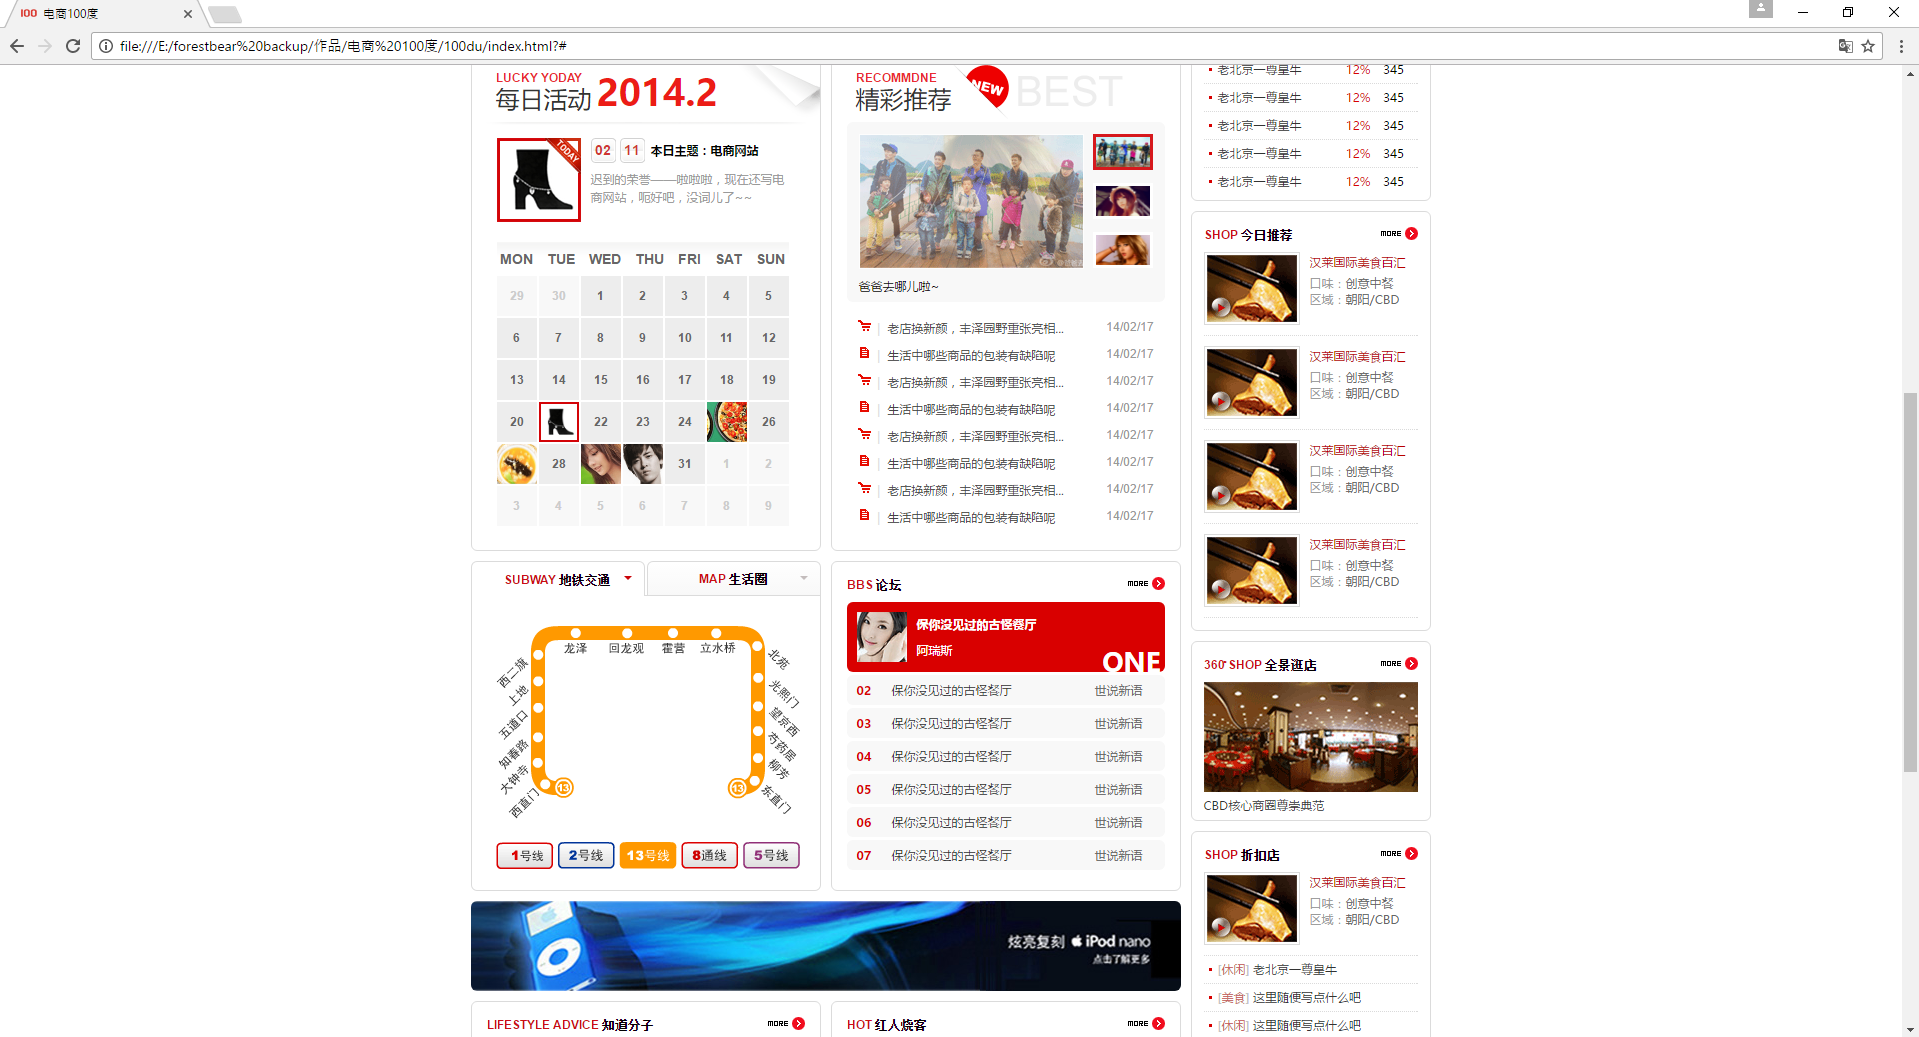 100 电商100度
file:///E:/forestbear%20backup/作品/电商%20100度/100du/index.html?#
LUCKY YODAY
每日活动 2014.2
TODAY
02 11 本日主题：电商网站
迟到的荣誉——啦啦啦，现在还写电
商网站，呃好吧，没词儿了~~
MON TUE WED THU FRI SAT SUN
29 30 1 2 3 4 5
6 7 8 9 10 11 12
13 14 15 16 17 18 19
20 22 23 24 26
28 31 1 2
3 4 5 6 7 8 9
RECOMMDNE
精彩推荐 NEW BEST
爸爸去哪儿啦~
老店换新颜，丰泽园野重张亮相... 14/02/17
生活中哪些商品的包装有缺陷呢 14/02/17
老店换新颜，丰泽园野重张亮相... 14/02/17
生活中哪些商品的包装有缺陷呢 14/02/17
老店换新颜，丰泽园野重张亮相... 14/02/17
生活中哪些商品的包装有缺陷呢 14/02/17
老店换新颜，丰泽园野重张亮相... 14/02/17
生活中哪些商品的包装有缺陷呢 14/02/17
老北京一尊皇牛 12% 345
老北京一尊皇牛 12% 345
老北京一尊皇牛 12% 345
老北京一尊皇牛 12% 345
老北京一尊皇牛 12% 345
SHOP 今日推荐 MORE
汉莱国际美食百汇
口味：创意中餐
区域：朝阳/CBD
汉莱国际美食百汇
口味：创意中餐
区域：朝阳/CBD
汉莱国际美食百汇
口味：创意中餐
区域：朝阳/CBD
汉莱国际美食百汇
口味：创意中餐
区域：朝阳/CBD
SUBWAY 地铁交通 MAP 生活圈
龙泽 回龙观 霍营 立水桥
西二旗
上地
五道口
知春路
大钟寺
西直门
北苑
光熙门
望京西
芍药居
柳芳
东直门
13 13
1号线 2号线 13号线 8通线 5号线
BBS 论坛 MORE
保你没见过的古怪餐厅
阿瑞斯
ONE
02 保你没见过的古怪餐厅 世说新语
03 保你没见过的古怪餐厅 世说新语
04 保你没见过的古怪餐厅 世说新语
05 保你没见过的古怪餐厅 世说新语
06 保你没见过的古怪餐厅 世说新语
07 保你没见过的古怪餐厅 世说新语
360° SHOP 全景逛店 MORE
CBD核心商圈尊崇典范
SHOP 折扣店 MORE
汉莱国际美食百汇
口味：创意中餐
区域：朝阳/CBD
[休闲] 老北京一尊皇牛
[美食] 这里随便写点什么吧
[休闲] 这里随便写点什么吧
炫亮复刻 iPod nano
点击了解更多
LIFESTYLE ADVICE 知道分子 MORE
HOT 红人烧客 MORE